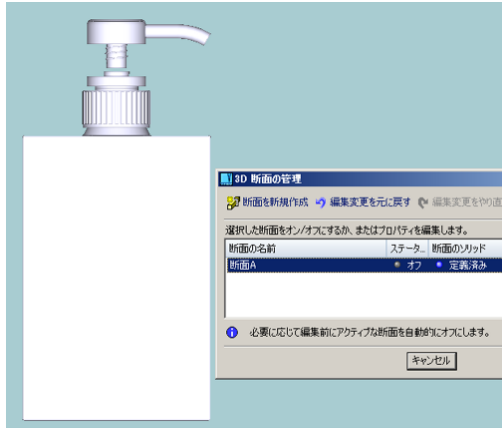 3D 断面の管理
断面を新規作成 編集変更を元に戻す 編集変更をやり直
選択した断面をオン/オフにするか、またはプロパティを編集します。
断面の名前 ステータ... 断面のソリッド
断面A オフ 定義済み
必要に応じて編集前にアクティブな断面を自動的にオフにします。
キャンセル